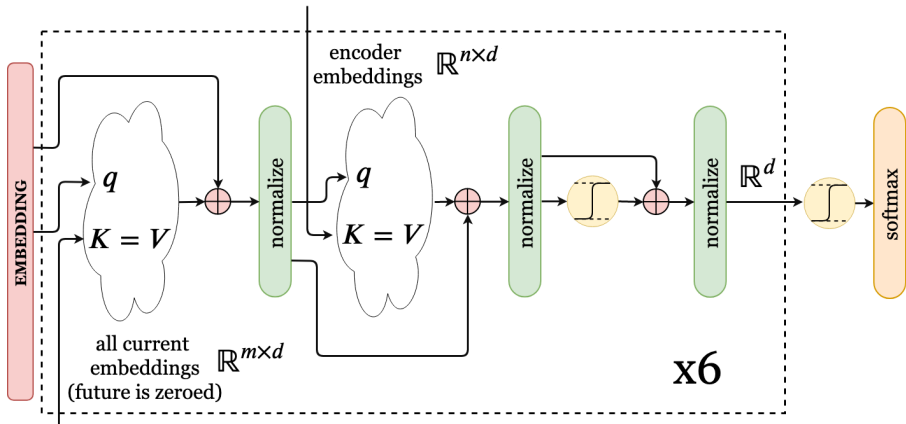 EMBEDDING
q
K = V
all current
embeddings
(future is zeroed)
ℝ^{m×d}
normalize
encoder
embeddings
ℝ^{n×d}
q
K = V
normalize
normalize
ℝ^d
x6
softmax